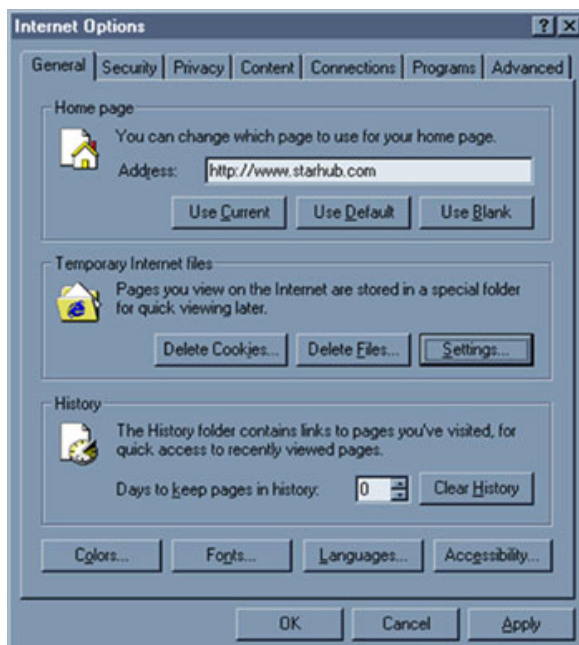 Internet Options
General Security Privacy Content Connections Programs Advanced
Home page
You can change which page to use for your home page.
Address: http://www.starhub.com
Use Current Use Default Use Blank
Temporary Internet files
Pages you view on the Internet are stored in a special folder
for quick viewing later.
Delete Cookies... Delete Files... Settings...
History
The History folder contains links to pages you've visited, for
quick access to recently viewed pages.
Days to keep pages in history: 0 Clear History
Colors... Fonts... Languages... Accessibility...
OK Cancel Apply